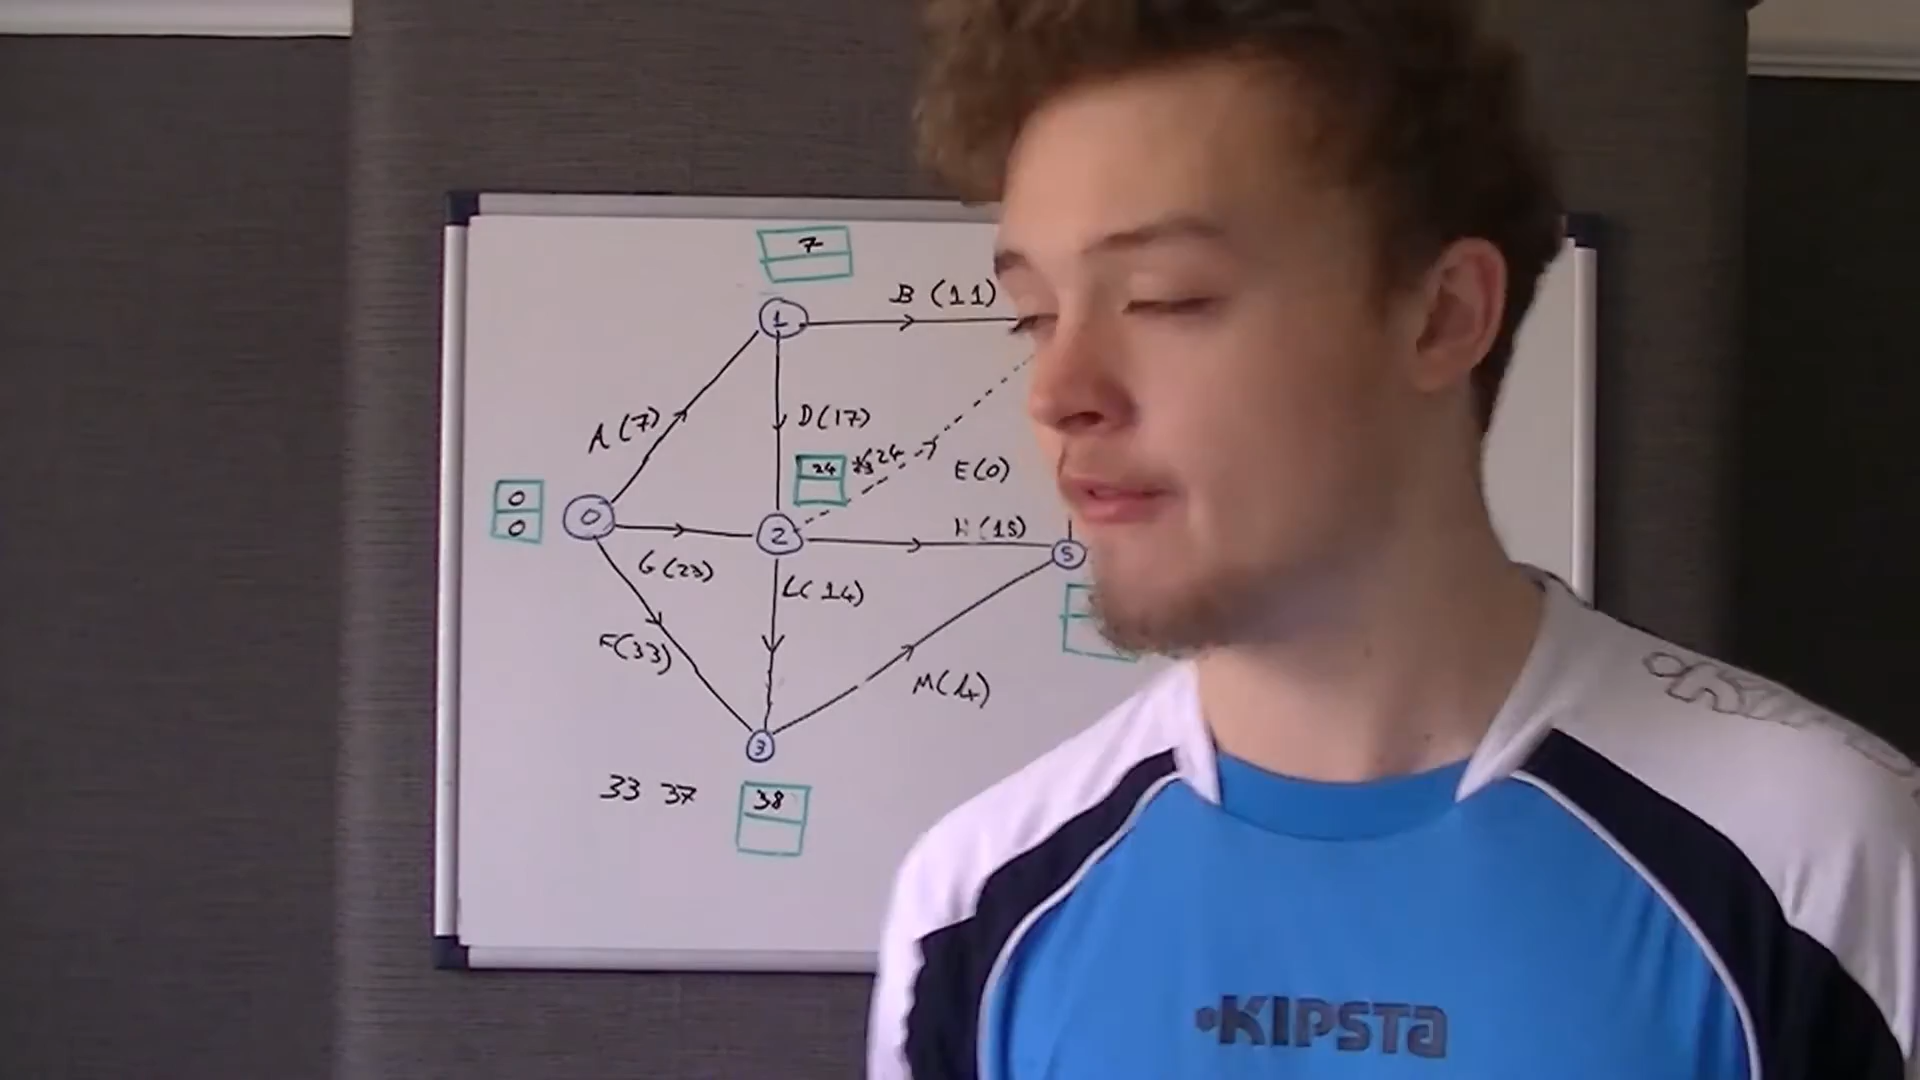 7
B (11)
1
A (7)
D(17)
24
24
E(0)
0
0
0
2
H(15)
5
G(23)
L(14)
F(33)
M(4)
3
33 37
38
KIPSTA